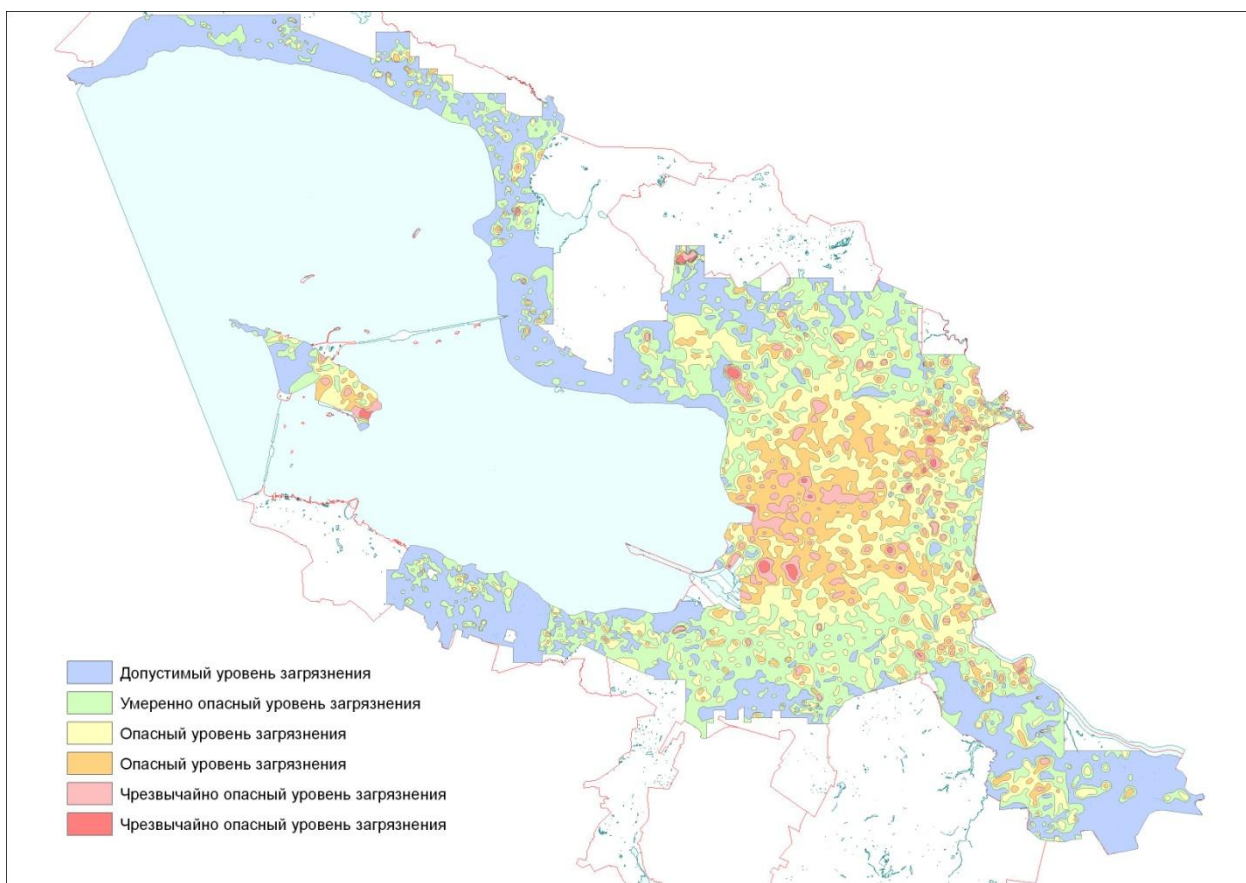 Допустимый уровень загрязнения
Умеренно опасный уровень загрязнения
Опасный уровень загрязнения
Опасный уровень загрязнения
Чрезвычайно опасный уровень загрязнения
Чрезвычайно опасный уровень загрязнения